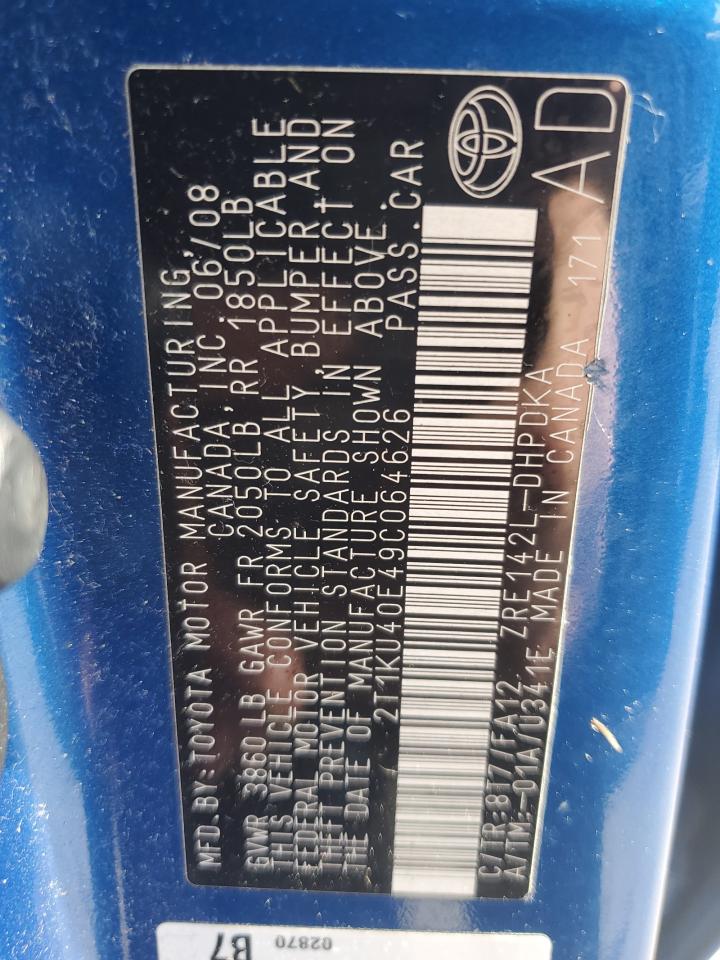 MFD.BY:TOYOTA MOTOR MANUFACTURING,
CANADA, INC. 06/08
GVWR 3860 LB GAWR FR 2050LB RR 1850LB
THIS VEHICLE CONFORMS TO ALL APPLICABLE
FEDERAL MOTOR VEHICLE SAFETY, BUMPER AND
THEFT PREVENTION STANDARDS IN EFFECT ON
THE DATE OF MANUFACTURE SHOWN ABOVE.
2T1KU40E49C064626 PASS.CAR
C/TR:8T7/FA12 ZRE142L-DHPDKA
A/TM:-01A/U341E MADE IN CANADA 171
AD
B7
02870